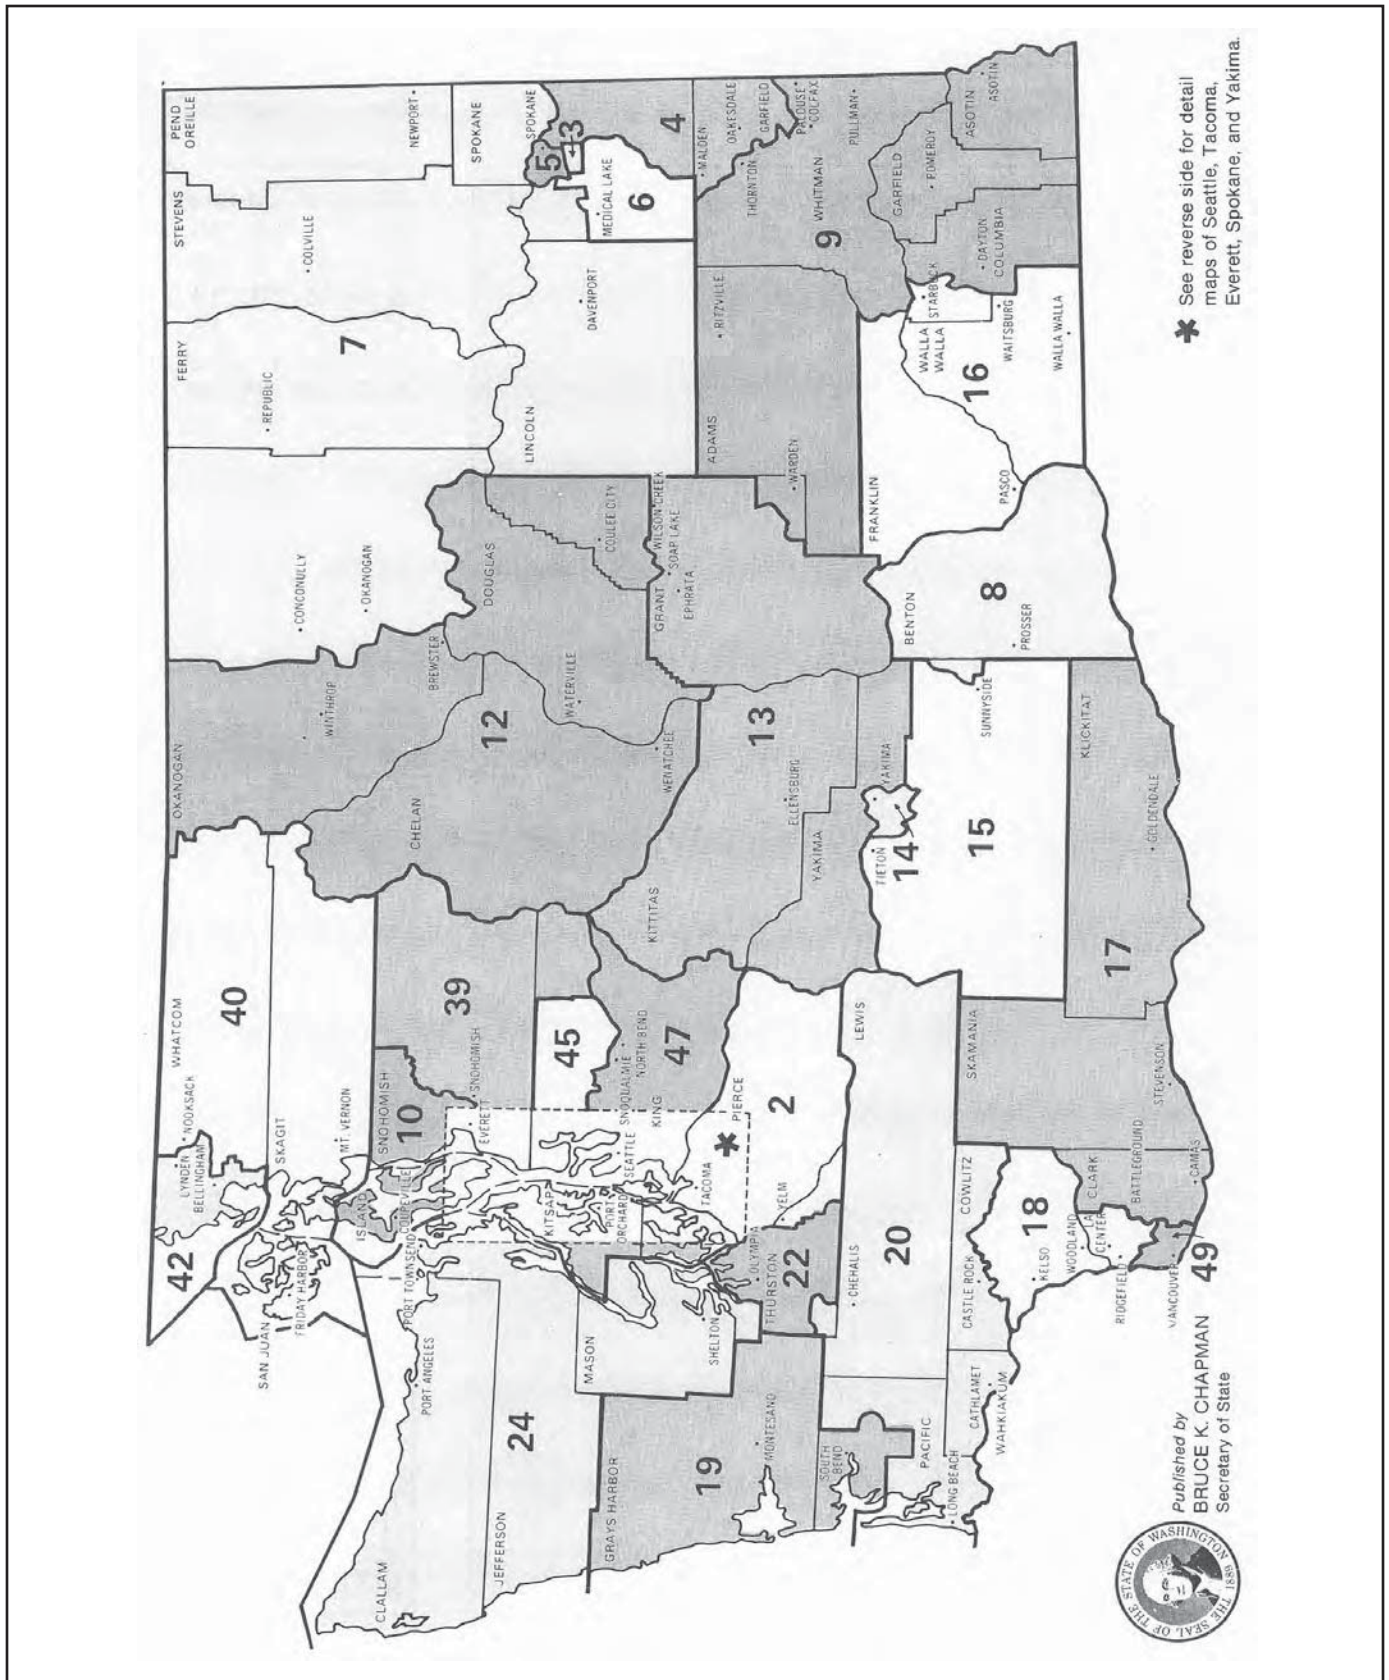 OKANOGAN
FERRY
STEVENS
PEND
OREILLE
WHATCOM
42
LYNDEN
NOOKSACK
BELLINGHAM
40
SAN JUAN
FRIDAY HARBOR
SKAGIT
MT. VERNON
WINTHROP
CONCONULLY
OKANOGAN
REPUBLIC
7
COLVILLE
NEWPORT
CLALLAM
PORT ANGELES
PORT TOWNSEND
ISLAND
COUPEVILLE
SNOHOMISH
10
39
CHELAN
BREWSTER
SPOKANE
JEFFERSON
24
EVERETT
SNOHOMISH
12
DOUGLAS
WATERVILLE
LINCOLN
DAVENPORT
SPOKANE
5
3
KITSAP
45
COULEE CITY
MEDICAL LAKE
6
4
MASON
PORT
ORCHARD
SEATTLE
SNOQUALMIE
NORTH BEND
KING
47
KITTITAS
WENATCHEE
GRANT
WILSON CREEK
SOAP LAKE
EPHRATA
GRAYS HARBOR
19
SHELTON
TACOMA
PIERCE
*
2
13
ELLENSBURG
ADAMS
RITZVILLE
WARDEN
MALDEN
OAKESDALE
GARFIELD
THORNTON
PALOUSE
COLFAX
WHITMAN
9
PULLMAN
MONTESANO
OLYMPIA
THURSTON
22
YELM
YAKIMA
SOUTH
BEND
CHEHALIS
20
LEWIS
TIETON
14
YAKIMA
FRANKLIN
PASCO
GARFIELD
POMEROY
PACIFIC
BENTON
8
PROSSER
WALLA
WALLA
STARBUCK
16
WAITSBURG
DAYTON
COLUMBIA
ASOTIN
ASOTIN
LONG BEACH
CATHLAMET
WAHKIAKUM
CASTLE ROCK
COWLITZ
SKAMANIA
15
SUNNYSIDE
WALLA WALLA
KELSO
18
WOODLAND
LA
CENTER
CLARK
RIDGEFIELD
BATTLEGROUND
STEVENSON
17
KLICKITAT
GOLDENDALE
VANCOUVER
CAMAS
49
THE STATE OF WASHINGTON
THE SEAL OF
1889
Published by
BRUCE K. CHAPMAN
Secretary of State
* See reverse side for detail
maps of Seattle, Tacoma,
Everett, Spokane, and Yakima.